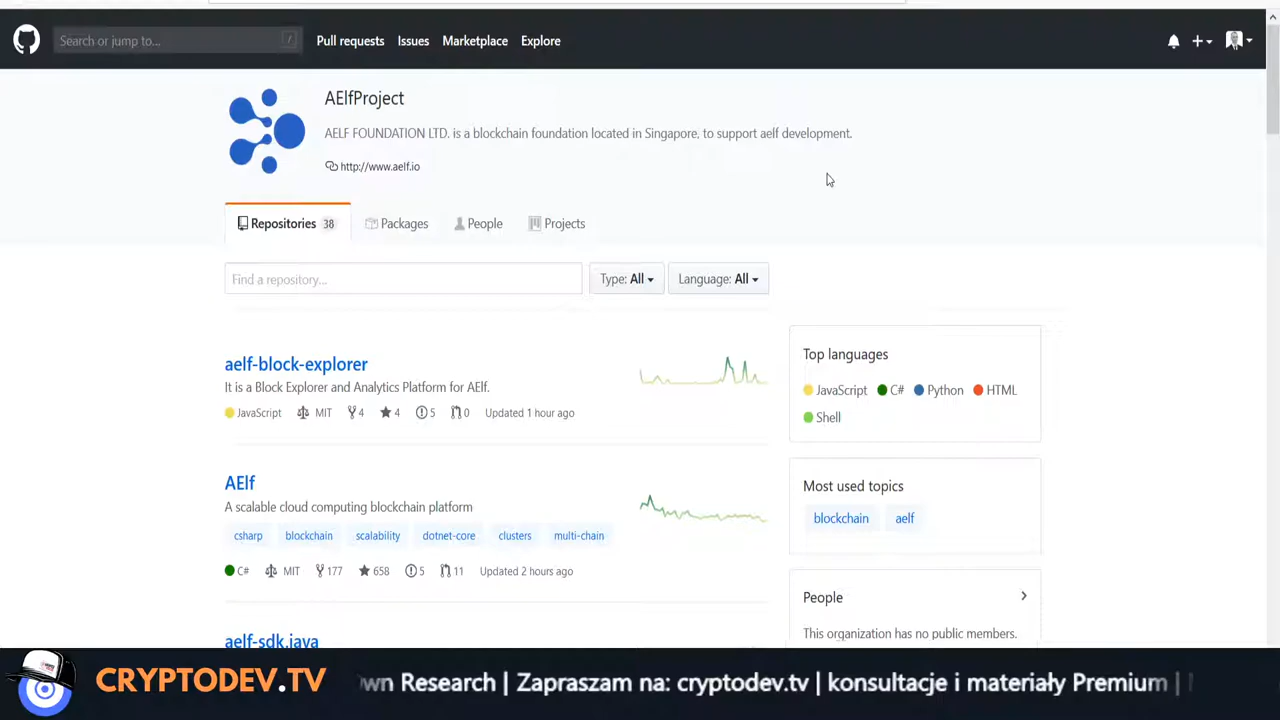 Search or jump to... /
Pull requests Issues Marketplace Explore
AElfProject
AELF FOUNDATION LTD. is a blockchain foundation located in Singapore, to support aelf development.
http://www.aelf.io
Repositories 38 Packages People Projects
Find a repository... Type: All Language: All
aelf-block-explorer
It is a Block Explorer and Analytics Platform for AElf.
JavaScript MIT 4 4 5 0 Updated 1 hour ago
Top languages
JavaScript C# Python HTML
Shell
AElf
A scalable cloud computing blockchain platform
csharp blockchain scalability dotnet-core clusters multi-chain
C# MIT 177 658 5 11 Updated 2 hours ago
Most used topics
blockchain aelf
People
This organization has no public members.
aelf-sdk.java
CRYPTODEV.TV
wn Research | Zapraszam na: cryptodev.tv | konsultacje i materiały Premium |